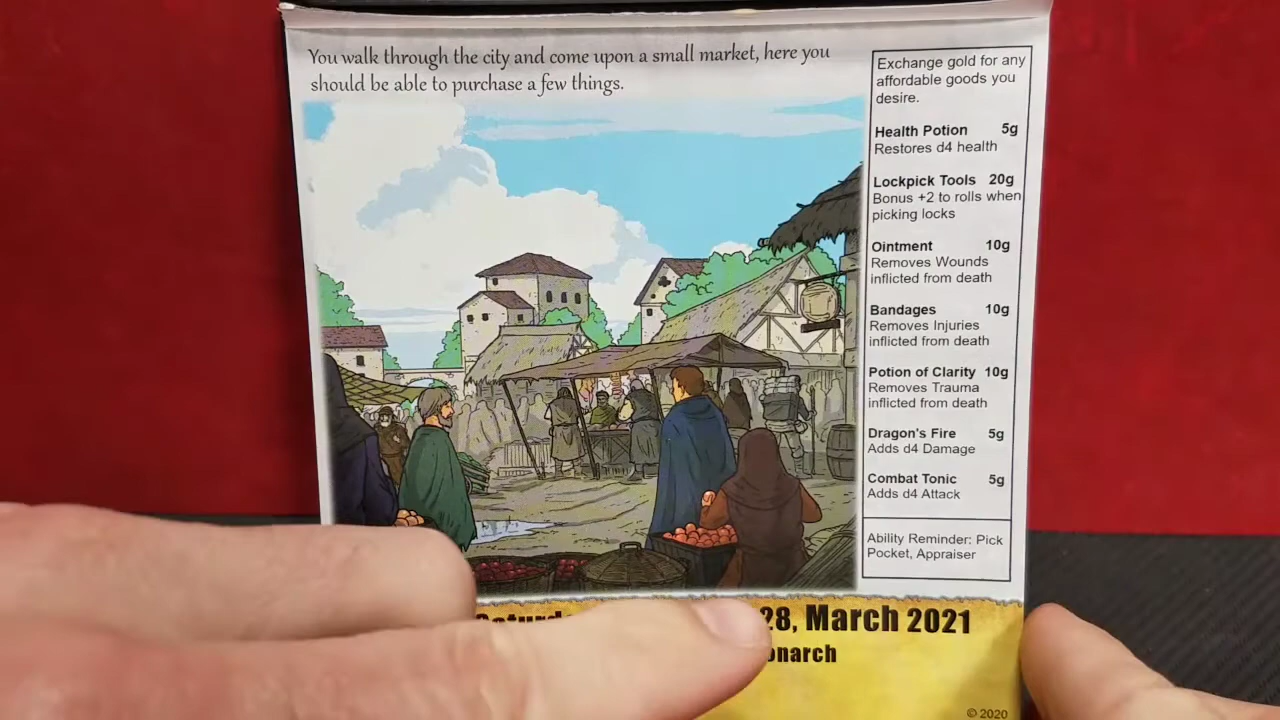 You walk through the city and come upon a small market, here you
should be able to purchase a few things.
Exchange gold for any
affordable goods you
desire.
Health Potion 5g
Restores d4 health
Lockpick Tools 20g
Bonus +2 to rolls when
picking locks
Ointment 10g
Removes Wounds
inflicted from death
Bandages 10g
Removes Injuries
inflicted from death
Potion of Clarity 10g
Removes Trauma
inflicted from death
Dragon's Fire 5g
Adds d4 Damage
Combat Tonic 5g
Adds d4 Attack
Ability Reminder: Pick
Pocket, Appraiser
28, March 2021
© 2020